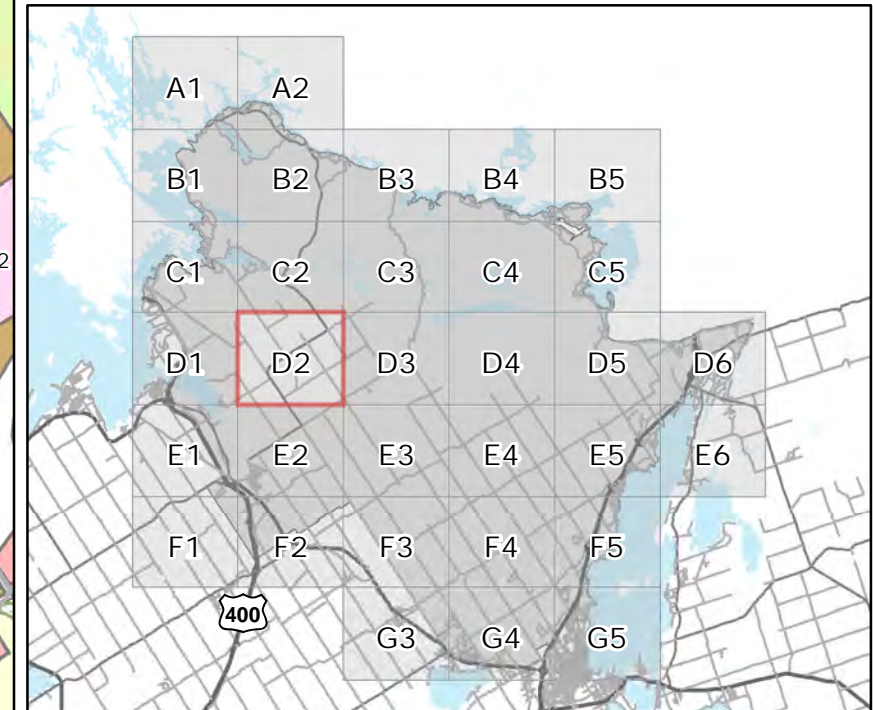 A1 A2
B1 B2 B3 B4 B5
2
C1 C2 C3 C4 C5
D1 D2 D3 D4 D5 D6
E1 E2 E3 E4 E5 E6
F1 F2 F3 F4 F5
400
G3 G4 G5